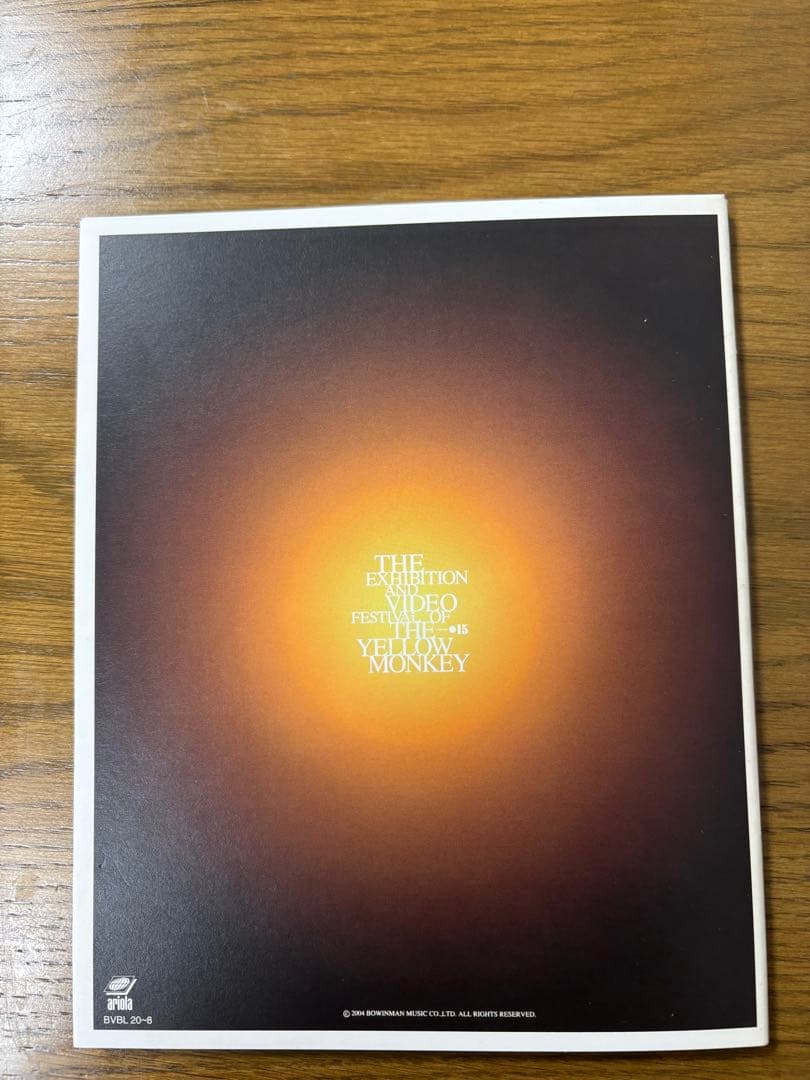 THE
EXHIBITION
AND
VIDEO
FESTIVAL OF
THE—●15
YELLOW
MONKEY
ariola
BVBL 20~8
© 2004 BOWINMAN MUSIC CO.,LTD. ALL RIGHTS RESERVED.